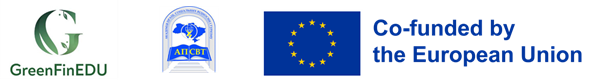 GreenFinEDU
АПСВТ
Co-funded by
the European Union